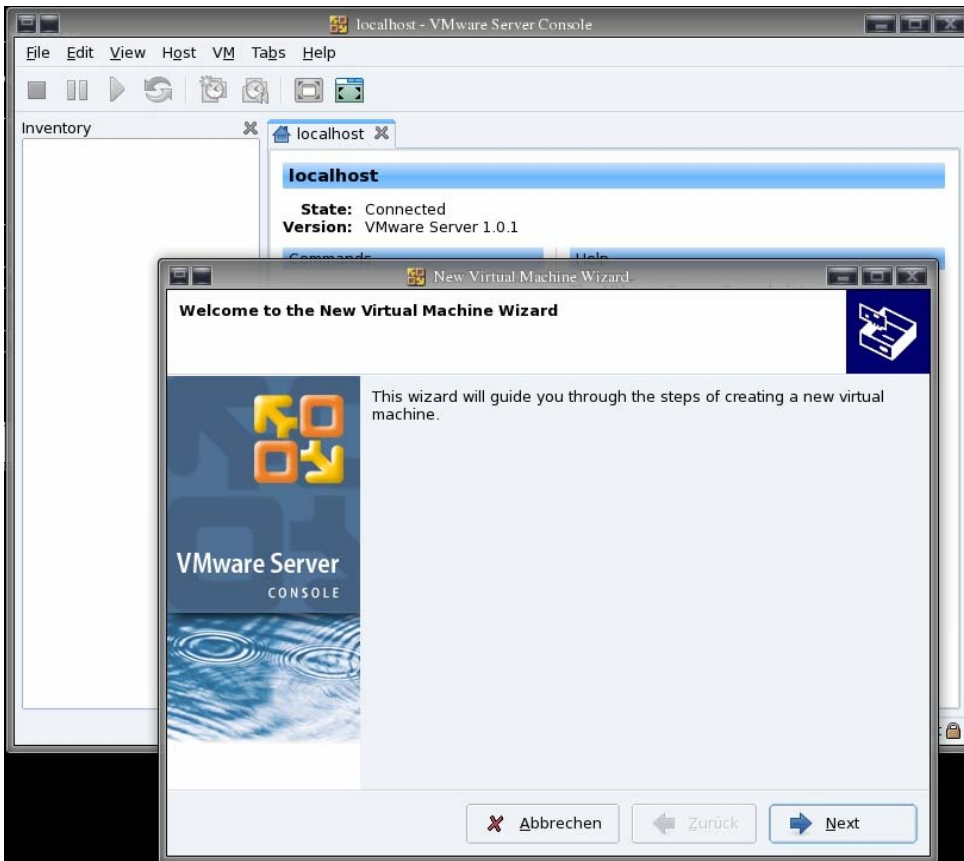 localhost - VMware Server Console
File Edit View Host VM Tabs Help
Inventory
localhost
localhost
State: Connected
Version: VMware Server 1.0.1
Commands Help
New Virtual Machine Wizard
Welcome to the New Virtual Machine Wizard
This wizard will guide you through the steps of creating a new virtual
machine.
VMware Server
CONSOLE
Abbrechen Zurück Next